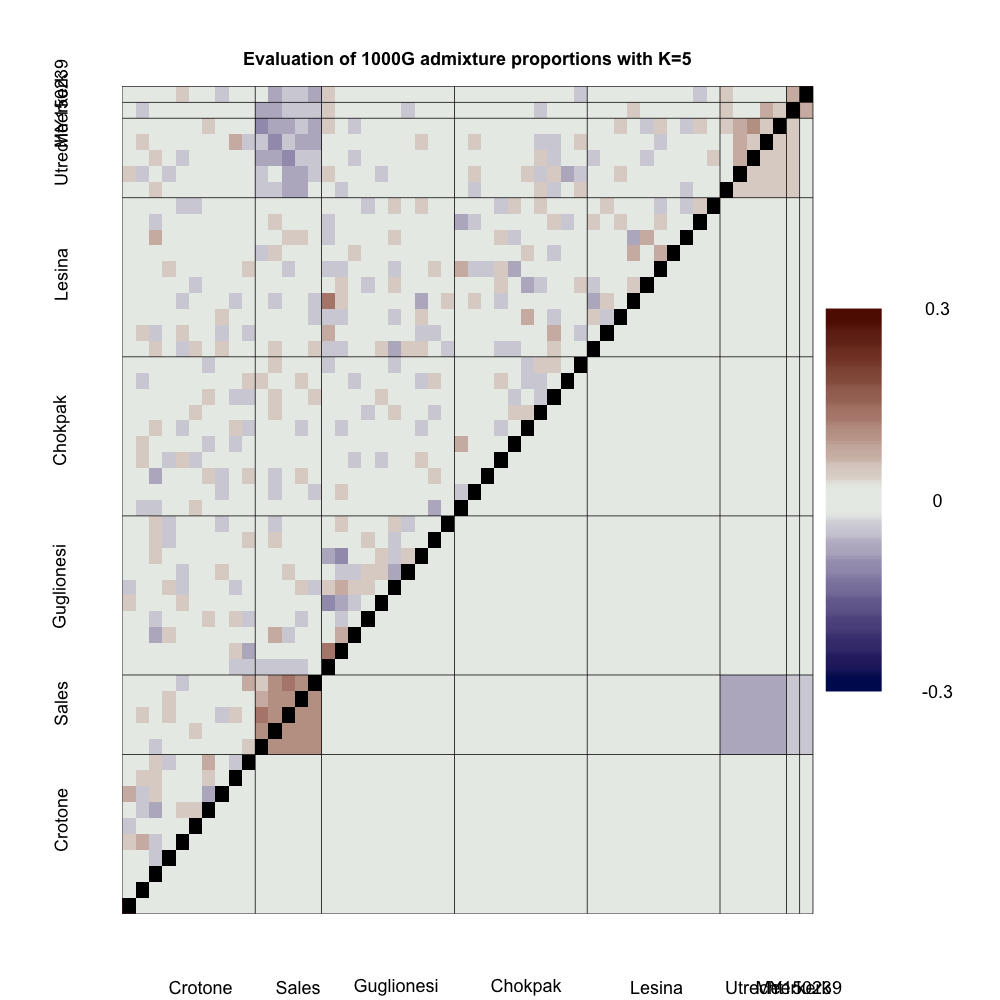 Evaluation of 1000G admixture proportions with K=5
Lesina
Chokpak
Guglionesi
Sales
Crotone
0.3
0
-0.3
Crotone
Sales
Guglionesi
Chokpak
Lesina